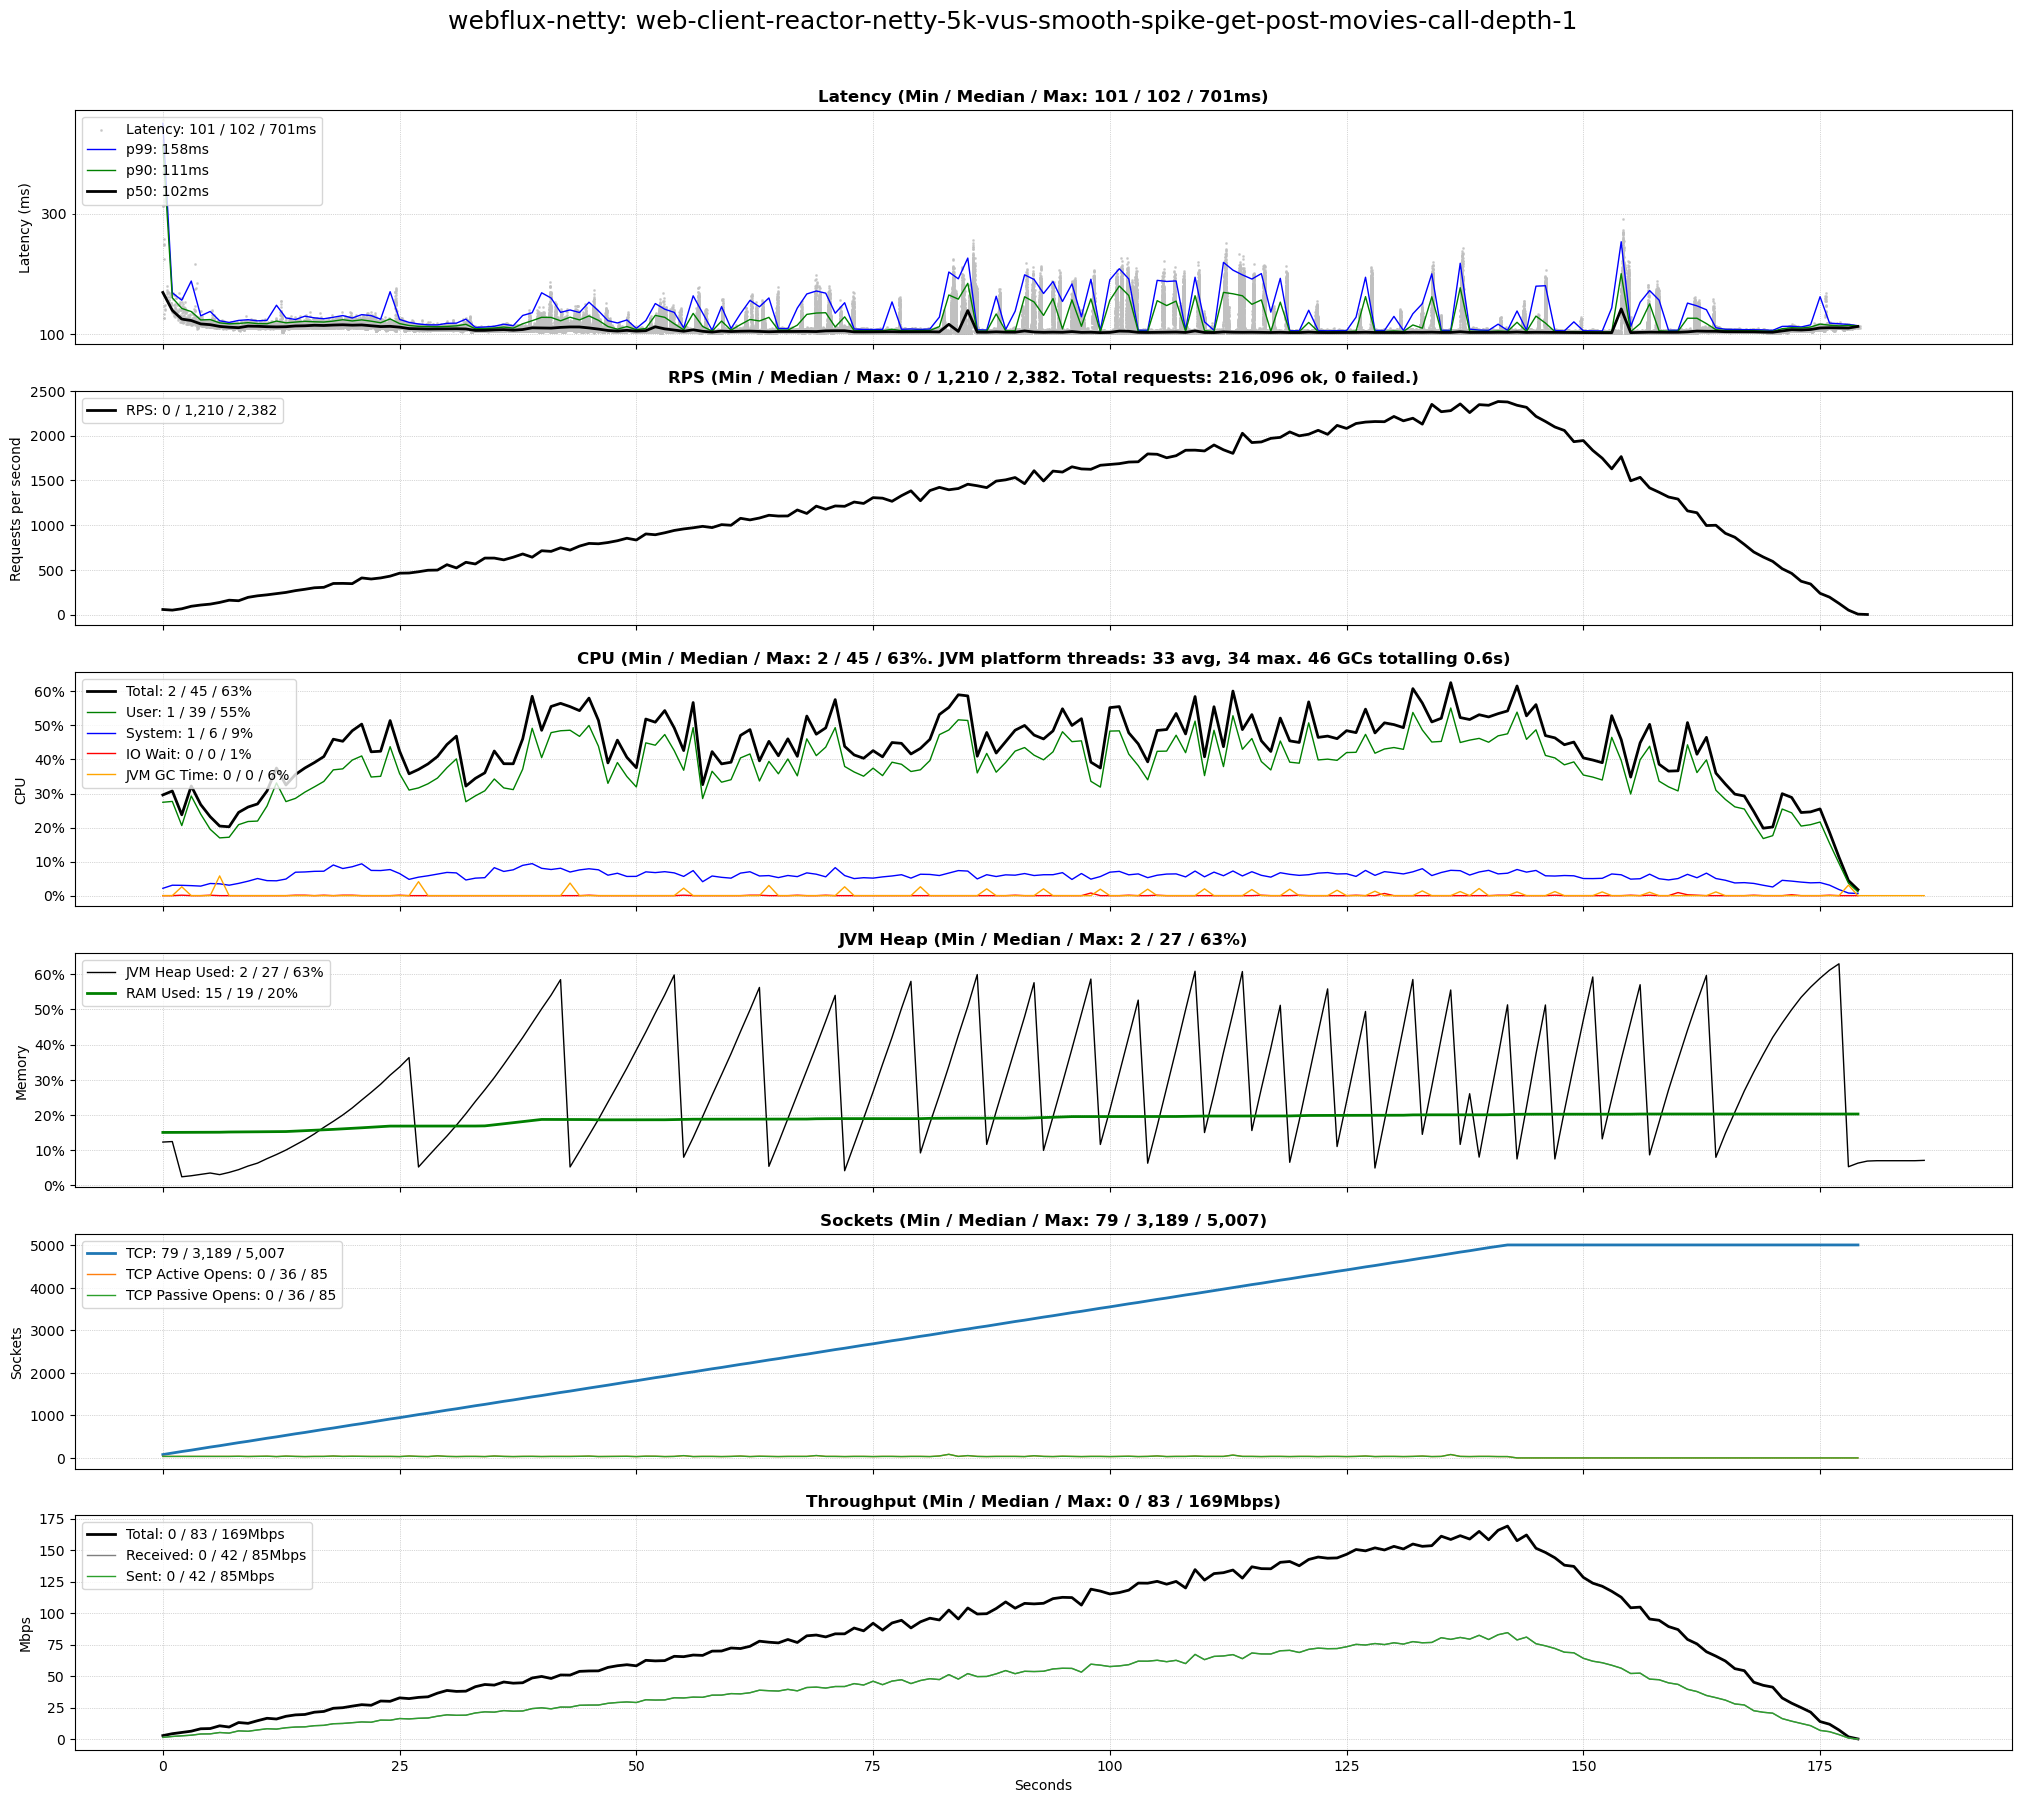 webflux-netty: web-client-reactor-netty-5k-vus-smooth-spike-get-post-movies-call-depth-1
Latency (Min / Median / Max: 101 / 102 / 701ms)
Latency: 101 / 102 / 701ms
p99: 158ms
p90: 111ms
p50: 102ms
Latency (ms)
300
100
RPS (Min / Median / Max: 0 / 1,210 / 2,382. Total requests: 216,096 ok, 0 failed.)
RPS: 0 / 1,210 / 2,382
Requests per second
2500
2000
1500
1000
500
0
CPU (Min / Median / Max: 2 / 45 / 63%. JVM platform threads: 33 avg, 34 max. 46 GCs totalling 0.6s)
Total: 2 / 45 / 63%
User: 1 / 39 / 55%
System: 1 / 6 / 9%
IO Wait: 0 / 0 / 1%
JVM GC Time: 0 / 0 / 6%
CPU
60%
50%
40%
30%
20%
10%
0%
JVM Heap (Min / Median / Max: 2 / 27 / 63%)
JVM Heap Used: 2 / 27 / 63%
RAM Used: 15 / 19 / 20%
Memory
60%
50%
40%
30%
20%
10%
0%
Sockets (Min / Median / Max: 79 / 3,189 / 5,007)
TCP: 79 / 3,189 / 5,007
TCP Active Opens: 0 / 36 / 85
TCP Passive Opens: 0 / 36 / 85
Sockets
5000
4000
3000
2000
1000
0
Throughput (Min / Median / Max: 0 / 83 / 169Mbps)
Total: 0 / 83 / 169Mbps
Received: 0 / 42 / 85Mbps
Sent: 0 / 42 / 85Mbps
Mbps
175
150
125
100
75
50
25
0
0 25 50 75 100 125 150 175
Seconds